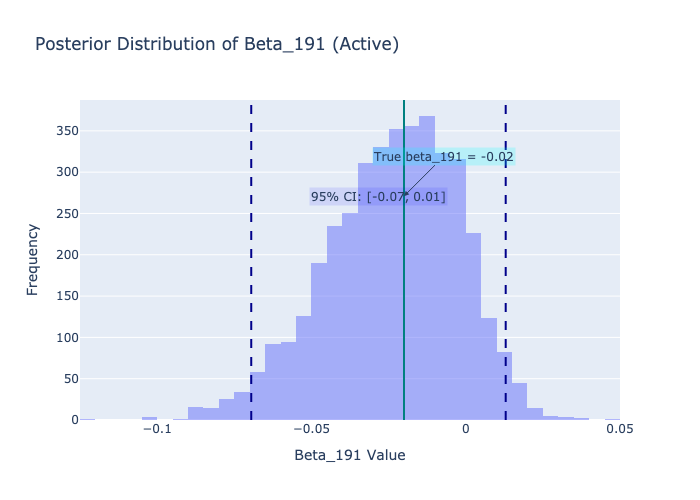 Posterior Distribution of Beta_191 (Active)
350
True beta_191 = -0.02
300
95% CI: [-0.07, 0.01]
250
Frequency
200
150
100
50
0
−0.1
−0.05
0
0.05
Beta_191 Value